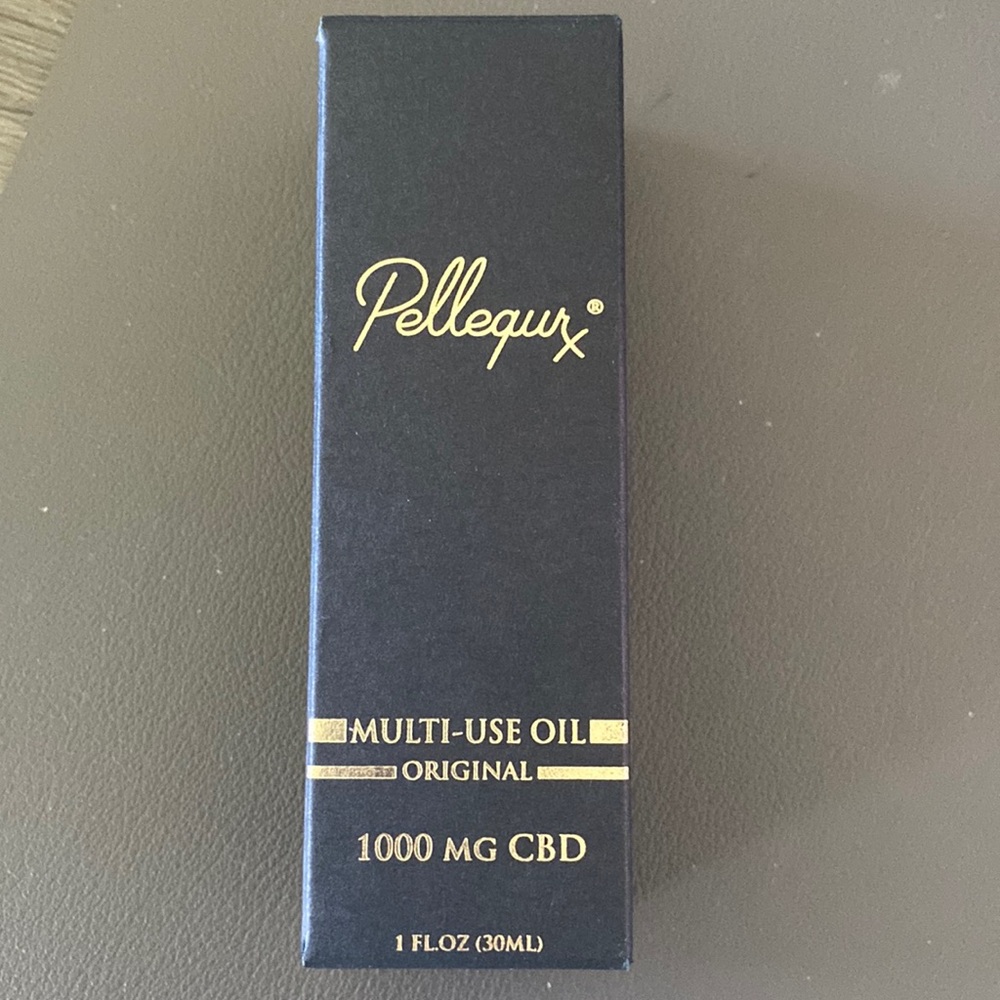 Pellequr
x®
MULTI-USE OIL
ORIGINAL
1000 MG CBD
1 FL.OZ (30ML)